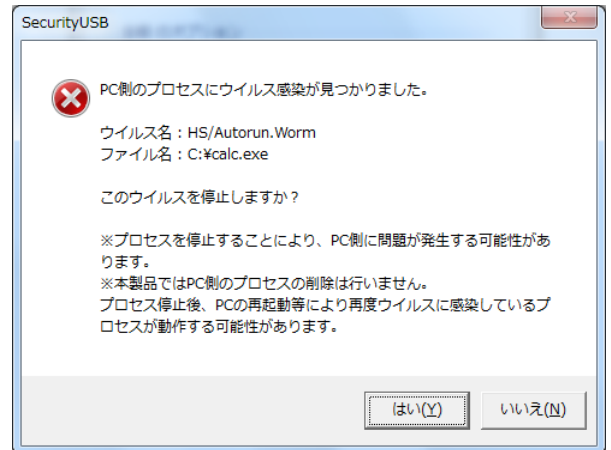 SecurityUSB
PC側のプロセスにウイルス感染が見つかりました。
ウイルス名：HS/Autorun.Worm
ファイル名：C:¥calc.exe
このウイルスを停止しますか？
※プロセスを停止することにより、PC側に問題が発生する可能性があ
ります。
※本製品ではPC側のプロセスの削除は行いません。
プロセス停止後、PCの再起動等により再度ウイルスに感染しているプ
ロセスが動作する可能性があります。
はい(Y) いいえ(N)